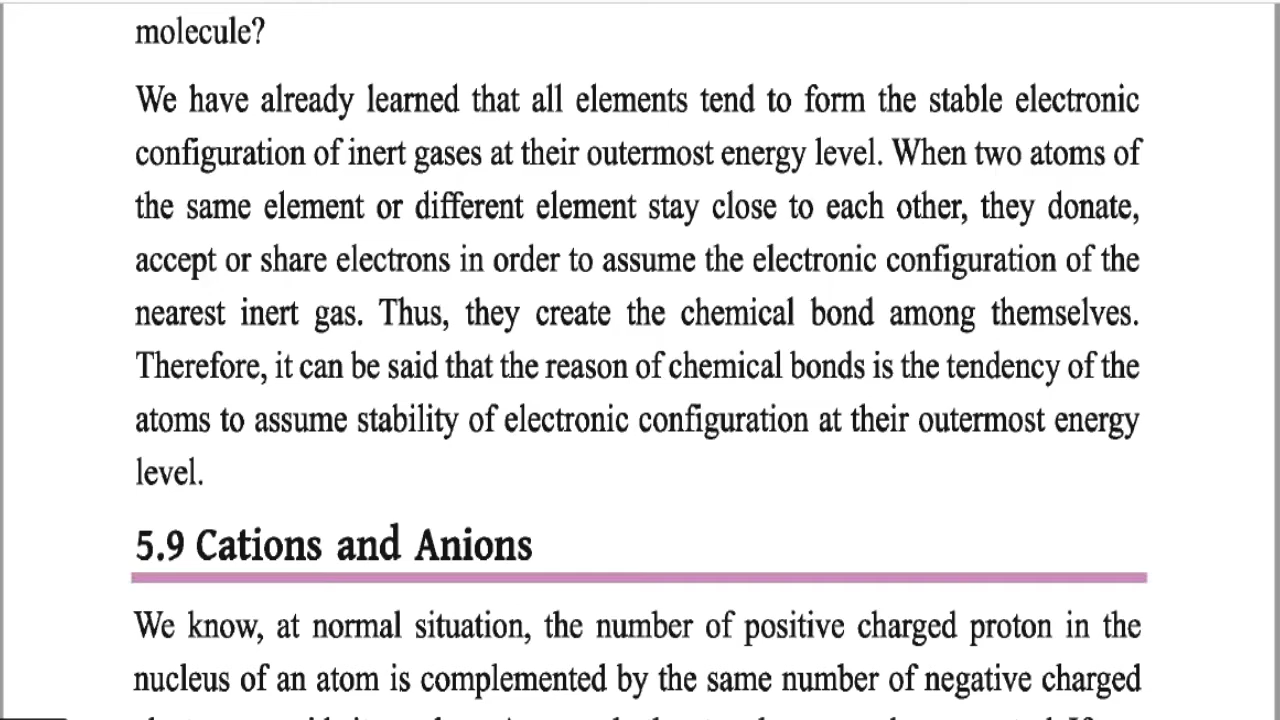 molecule?
We have already learned that all elements tend to form the stable electronic
configuration of inert gases at their outermost energy level. When two atoms of
the same element or different element stay close to each other, they donate,
accept or share electrons in order to assume the electronic configuration of the
nearest inert gas. Thus, they create the chemical bond among themselves.
Therefore, it can be said that the reason of chemical bonds is the tendency of the
atoms to assume stability of electronic configuration at their outermost energy
level.
5.9 Cations and Anions
We know, at normal situation, the number of positive charged proton in the
nucleus of an atom is complemented by the same number of negative charged